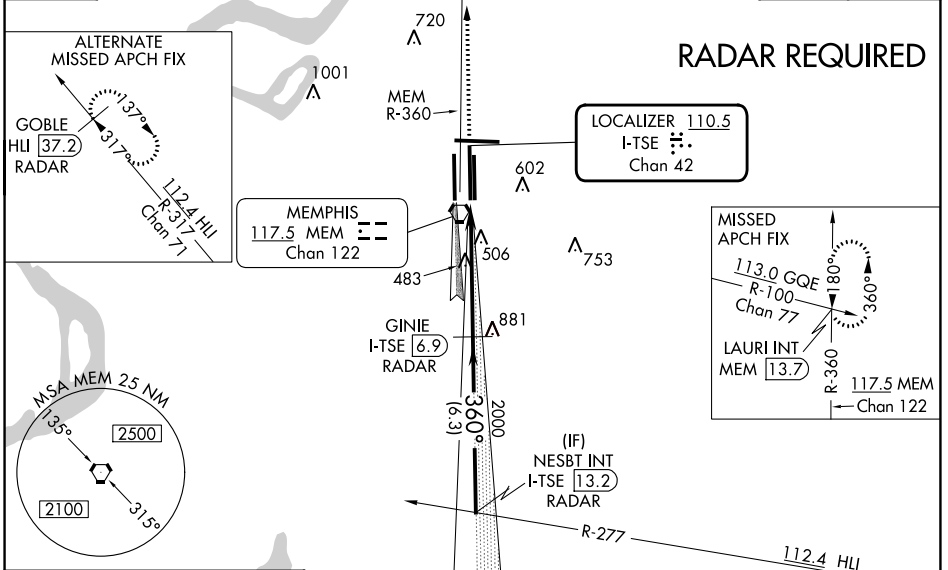 RADAR REQUIRED
ALTERNATE
MISSED APCH FIX
137°
317°
GOBLE
HLI 37.2
RADAR
112.4 HLI
R-317
Chan 71
720
1001
MEM
R-360
LOCALIZER 110.5
I-TSE
Chan 42
602
MEMPHIS
117.5 MEM
Chan 122
506
483
753
MISSED
APCH FIX
113.0 GQE
R-100
Chan 77
180°
360°
LAURI INT
MEM 13.7
R-360
117.5 MEM
Chan 122
GINIE
I-TSE 6.9
RADAR
881
360°
(6.3)
2000
(IF)
NESBT INT
I-TSE 13.2
RADAR
R-277
112.4 HLI
MSA MEM 25 NM
135°
2500
2100
315°